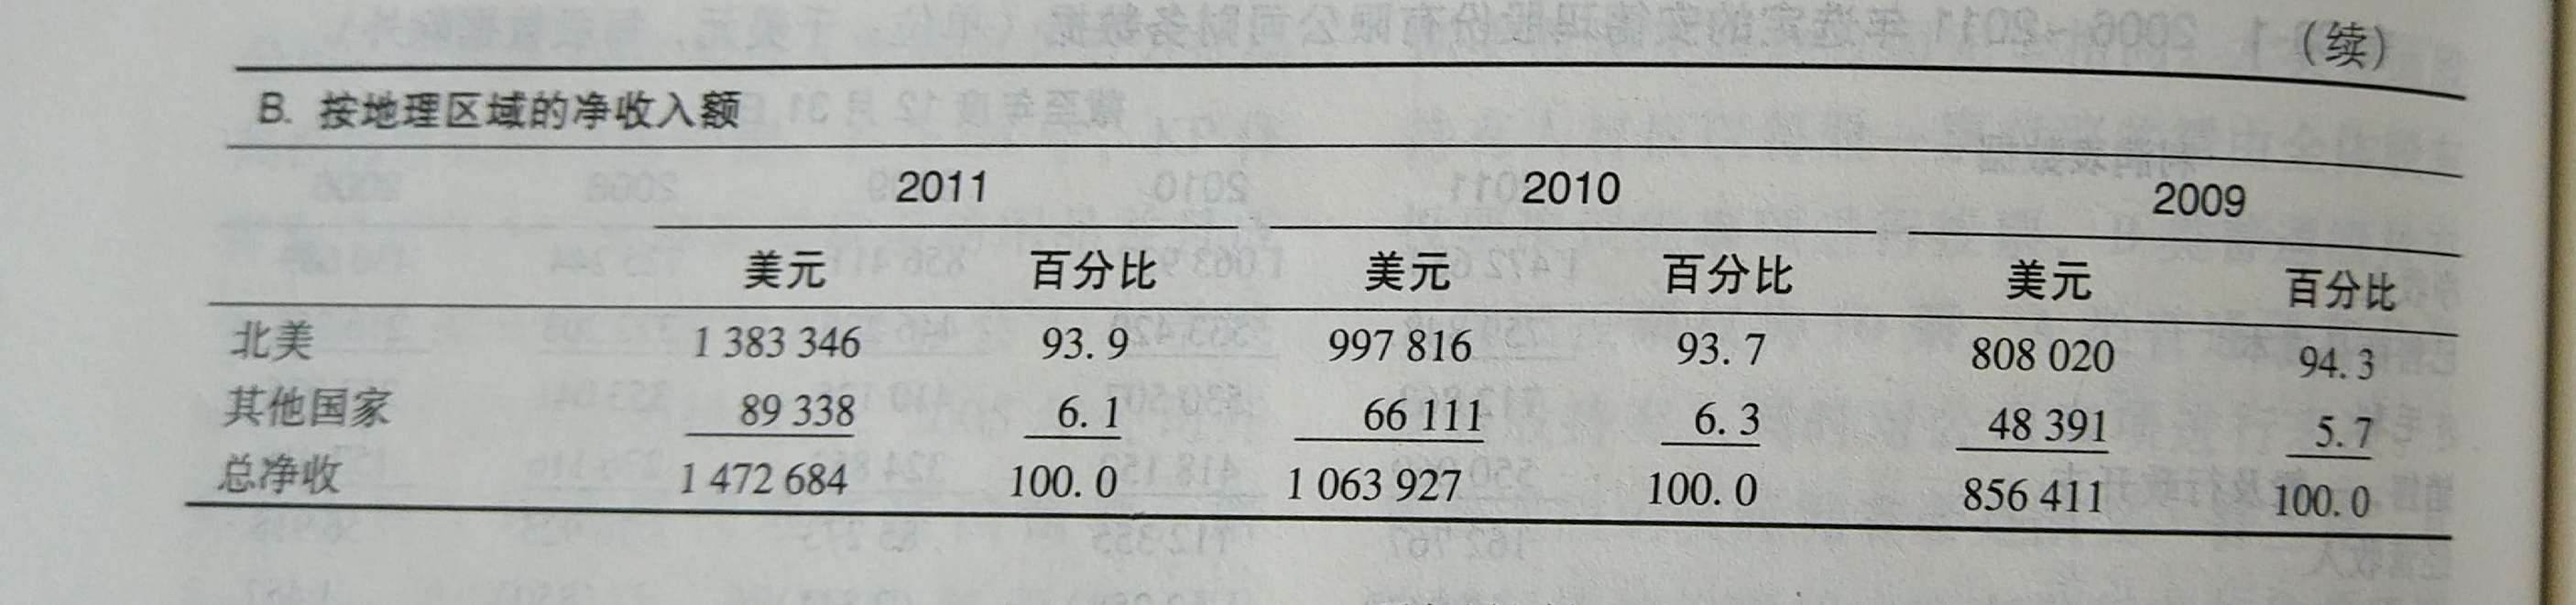 （续）
B. 按地理区域的净收入额
2011 2010 2009
美元 百分比 美元 百分比 美元 百分比
北美 1 383 346 93. 9 997 816 93. 7 808 020 94. 3
其他国家 89 338 6. 1 66 111 6. 3 48 391 5. 7
总净收 1 472 684 100. 0 1 063 927 100. 0 856 411 100. 0